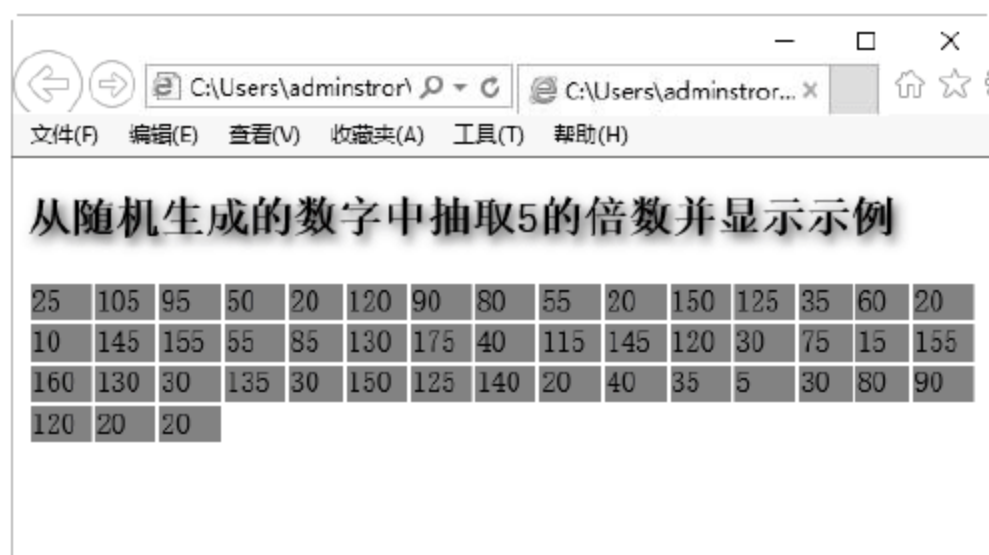 C:\Users\adminstror\
C:\Users\adminstror...
文件(F) 编辑(E) 查看(V) 收藏夹(A) 工具(T) 帮助(H)
从随机生成的数字中抽取5的倍数并显示示例
25 105 95 50 20 120 90 80 55 20 150 125 35 60 20
10 145 155 55 85 130 175 40 115 145 120 30 75 15 155
160 130 30 135 30 150 125 140 20 40 35 5 30 80 90
120 20 20